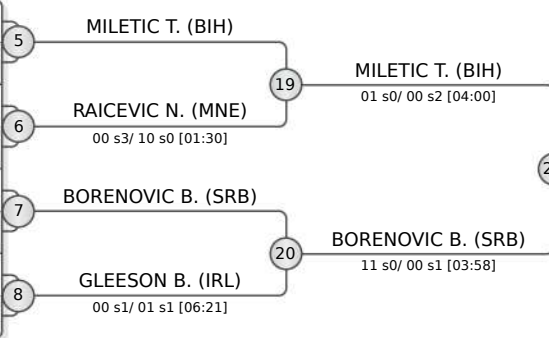 5
MILETIC T. (BIH)
19
MILETIC T. (BIH)
01 s0/ 00 s2 [04:00]
6
RAICEVIC N. (MNE)
00 s3/ 10 s0 [01:30]
7
BORENOVIC B. (SRB)
20
BORENOVIC B. (SRB)
11 s0/ 00 s1 [03:58]
8
GLEESON B. (IRL)
00 s1/ 01 s1 [06:21]